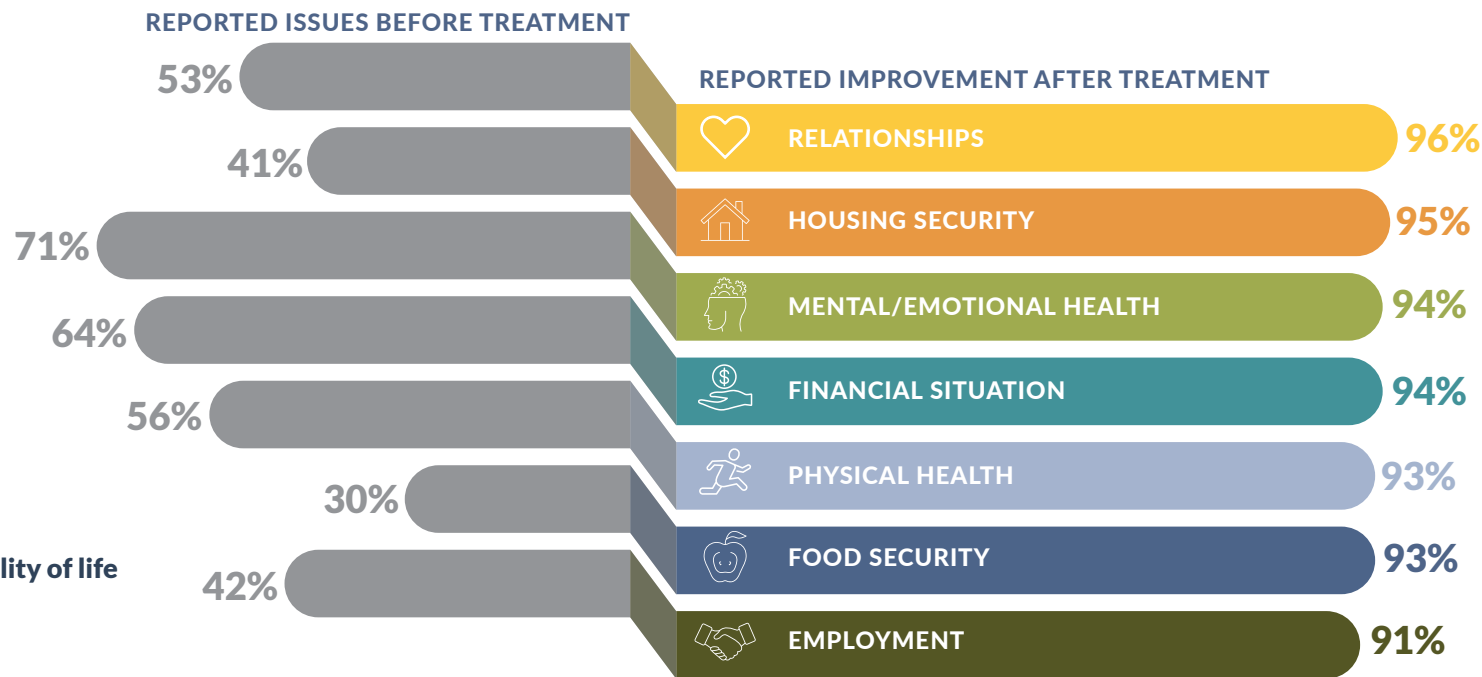 REPORTED ISSUES BEFORE TREATMENT
53%
41%
71%
64%
56%
30%
42%
lity of life
REPORTED IMPROVEMENT AFTER TREATMENT
RELATIONSHIPS 96%
HOUSING SECURITY 95%
MENTAL/EMOTIONAL HEALTH 94%
$
FINANCIAL SITUATION 94%
PHYSICAL HEALTH 93%
FOOD SECURITY 93%
EMPLOYMENT 91%